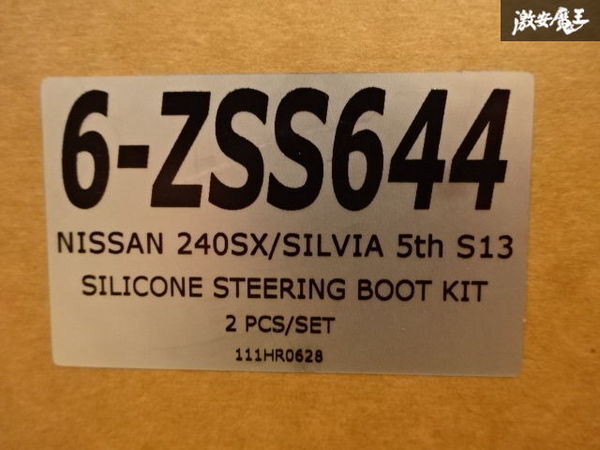 激安魔王
6-ZSS644
NISSAN 240SX/SILVIA 5th S13
SILICONE STEERING BOOT KIT
2 PCS/SET
111HR0628